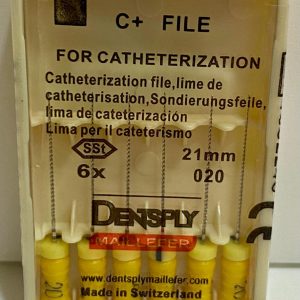 C+ FILE
FOR CATHETERIZATION
Catheterization file, lime de
catheterisation, Sondierungsfeile,
lima de cateterización
Lima per il cateterismo
SSt
21mm
6x
020
DENTSPLY
MAILLEFER
www.dentsplymaillefer.com
Made in Switzerland